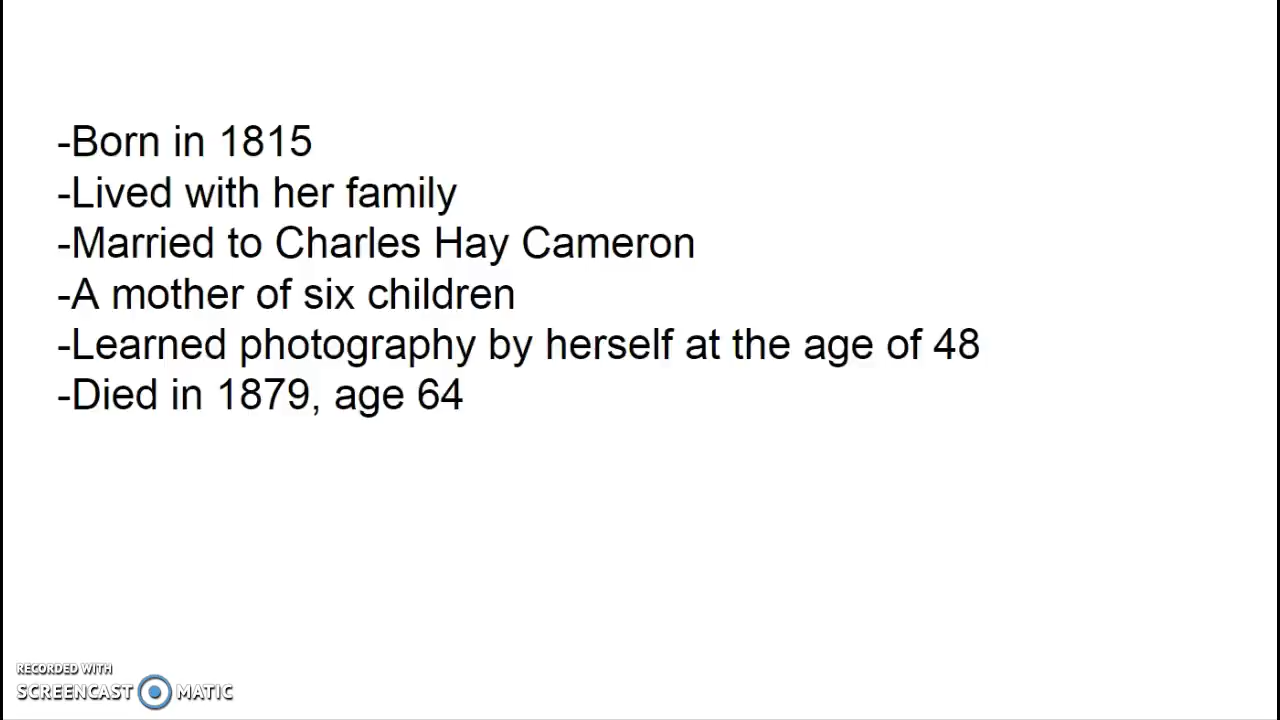 -Born in 1815
-Lived with her family
-Married to Charles Hay Cameron
-A mother of six children
-Learned photography by herself at the age of 48
-Died in 1879, age 64
RECORDED WITH
SCREENCAST MATIC